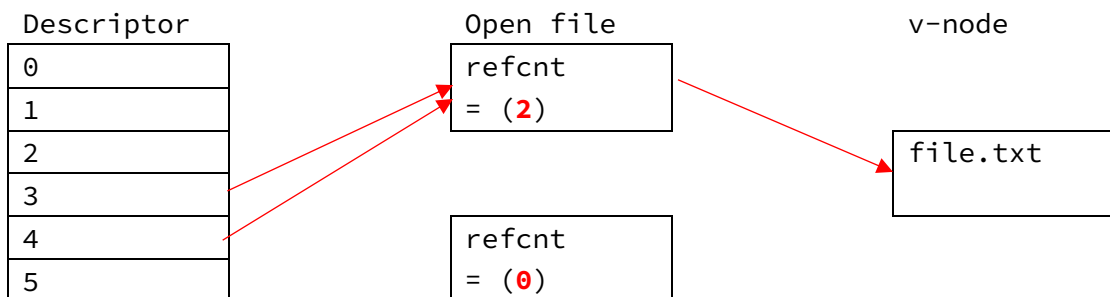 Descriptor Open file v-node
0
1
2
3
4
5
refcnt
= (2)
refcnt
= (0)
file.txt